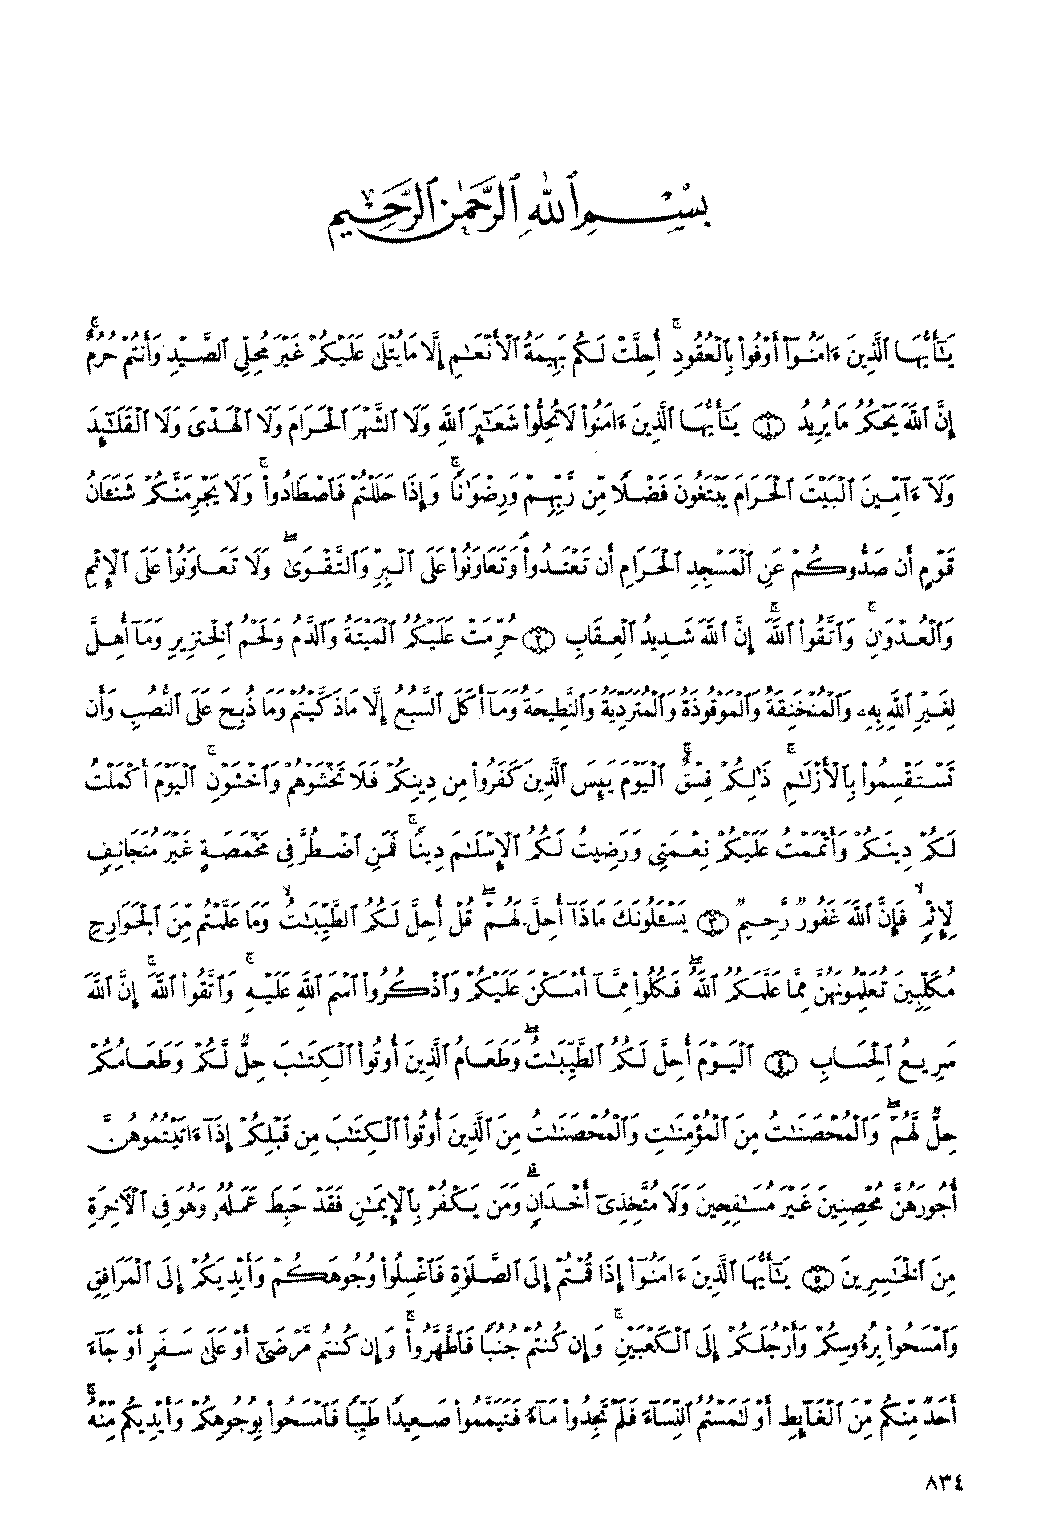 بِسْمِ ٱللَّهِ ٱلرَّحْمَٰنِ ٱلرَّحِيمِ
يَٰٓأَيُّهَا ٱلَّذِينَ ءَامَنُوٓا۟ أَوْفُوا۟ بِٱلْعُقُودِ ۚ أُحِلَّتْ لَكُم بَهِيمَةُ ٱلْأَنْعَٰمِ إِلَّا مَا يُتْلَىٰ عَلَيْكُمْ غَيْرَ مُحِلِّى ٱلصَّيْدِ وَأَنتُمْ حُرُمٌ ۗ
إِنَّ ٱللَّهَ يَحْكُمُ مَا يُرِيدُ ۝١ يَٰٓأَيُّهَا ٱلَّذِينَ ءَامَنُوا۟ لَا تُحِلُّوا۟ شَعَٰٓئِرَ ٱللَّهِ وَلَا ٱلشَّهْرَ ٱلْحَرَامَ وَلَا ٱلْهَدْىَ وَلَا ٱلْقَلَٰٓئِدَ
وَلَآ ءَآمِّينَ ٱلْبَيْتَ ٱلْحَرَامَ يَبْتَغُونَ فَضْلًا مِّن رَّبِّهِمْ وَرِضْوَٰنًا ۚ وَإِذَا حَلَلْتُمْ فَٱصْطَادُوا۟ ۚ وَلَا يَجْرِمَنَّكُمْ شَنَـَٔانُ
قَوْمٍ أَن صَدُّوكُمْ عَنِ ٱلْمَسْجِدِ ٱلْحَرَامِ أَن تَعْتَدُوا۟ ۘ وَتَعَاوَنُوا۟ عَلَى ٱلْبِرِّ وَٱلتَّقْوَىٰ ۖ وَلَا تَعَاوَنُوا۟ عَلَى ٱلْإِثْمِ
وَٱلْعُدْوَٰنِ ۚ وَٱتَّقُوا۟ ٱللَّهَ ۖ إِنَّ ٱللَّهَ شَدِيدُ ٱلْعِقَابِ ۝٢ حُرِّمَتْ عَلَيْكُمُ ٱلْمَيْتَةُ وَٱلدَّمُ وَلَحْمُ ٱلْخِنزِيرِ وَمَآ أُهِلَّ
لِغَيْرِ ٱللَّهِ بِهِۦ وَٱلْمُنْخَنِقَةُ وَٱلْمَوْقُوذَةُ وَٱلْمُتَرَدِّيَةُ وَٱلنَّطِيحَةُ وَمَآ أَكَلَ ٱلسَّبُعُ إِلَّا مَا ذَكَّيْتُمْ وَمَا ذُبِحَ عَلَى ٱلنُّصُبِ وَأَن
تَسْتَقْسِمُوا۟ بِٱلْأَزْلَٰمِ ۚ ذَٰلِكُمْ فِسْقٌ ۗ ٱلْيَوْمَ يَئِسَ ٱلَّذِينَ كَفَرُوا۟ مِن دِينِكُمْ فَلَا تَخْشَوْهُمْ وَٱخْشَوْنِ ۚ ٱلْيَوْمَ أَكْمَلْتُ
لَكُمْ دِينَكُمْ وَأَتْمَمْتُ عَلَيْكُمْ نِعْمَتِى وَرَضِيتُ لَكُمُ ٱلْإِسْلَٰمَ دِينًا ۚ فَمَنِ ٱضْطُرَّ فِى مَخْمَصَةٍ غَيْرَ مُتَجَانِفٍ
لِّإِثْمٍ ۙ فَإِنَّ ٱللَّهَ غَفُورٌ رَّحِيمٌ ۝٣ يَسْـَٔلُونَكَ مَاذَآ أُحِلَّ لَهُمْ ۖ قُلْ أُحِلَّ لَكُمُ ٱلطَّيِّبَٰتُ ۙ وَمَا عَلَّمْتُم مِّنَ ٱلْجَوَارِحِ
مُكَلِّبِينَ تُعَلِّمُونَهُنَّ مِمَّا عَلَّمَكُمُ ٱللَّهُ ۖ فَكُلُوا۟ مِمَّآ أَمْسَكْنَ عَلَيْكُمْ وَٱذْكُرُوا۟ ٱسْمَ ٱللَّهِ عَلَيْهِ ۚ وَٱتَّقُوا۟ ٱللَّهَ ۚ إِنَّ ٱللَّهَ
سَرِيعُ ٱلْحِسَابِ ۝٤ ٱلْيَوْمَ أُحِلَّ لَكُمُ ٱلطَّيِّبَٰتُ ۖ وَطَعَامُ ٱلَّذِينَ أُوتُوا۟ ٱلْكِتَٰبَ حِلٌّ لَّكُمْ وَطَعَامُكُمْ
حِلٌّ لَّهُمْ ۖ وَٱلْمُحْصَنَٰتُ مِنَ ٱلْمُؤْمِنَٰتِ وَٱلْمُحْصَنَٰتُ مِنَ ٱلَّذِينَ أُوتُوا۟ ٱلْكِتَٰبَ مِن قَبْلِكُمْ إِذَآ ءَاتَيْتُمُوهُنَّ
أُجُورَهُنَّ مُحْصِنِينَ غَيْرَ مُسَٰفِحِينَ وَلَا مُتَّخِذِىٓ أَخْدَانٍ ۗ وَمَن يَكْفُرْ بِٱلْإِيمَٰنِ فَقَدْ حَبِطَ عَمَلُهُۥ وَهُوَ فِى ٱلْءَاخِرَةِ
مِنَ ٱلْخَٰسِرِينَ ۝٥ يَٰٓأَيُّهَا ٱلَّذِينَ ءَامَنُوٓا۟ إِذَا قُمْتُمْ إِلَى ٱلصَّلَوٰةِ فَٱغْسِلُوا۟ وُجُوهَكُمْ وَأَيْدِيَكُمْ إِلَى ٱلْمَرَافِقِ
وَٱمْسَحُوا۟ بِرُءُوسِكُمْ وَأَرْجُلَكُمْ إِلَى ٱلْكَعْبَيْنِ ۚ وَإِن كُنتُمْ جُنُبًا فَٱطَّهَّرُوا۟ ۚ وَإِن كُنتُم مَّرْضَىٰٓ أَوْ عَلَىٰ سَفَرٍ أَوْ جَآءَ
أَحَدٌ مِّنكُم مِّنَ ٱلْغَآئِطِ أَوْ لَٰمَسْتُمُ ٱلنِّسَآءَ فَلَمْ تَجِدُوا۟ مَآءً فَتَيَمَّمُوا۟ صَعِيدًا طَيِّبًا فَٱمْسَحُوا۟ بِوُجُوهِكُمْ وَأَيْدِيكُم مِّنْهُ ۚ
٨٣٤